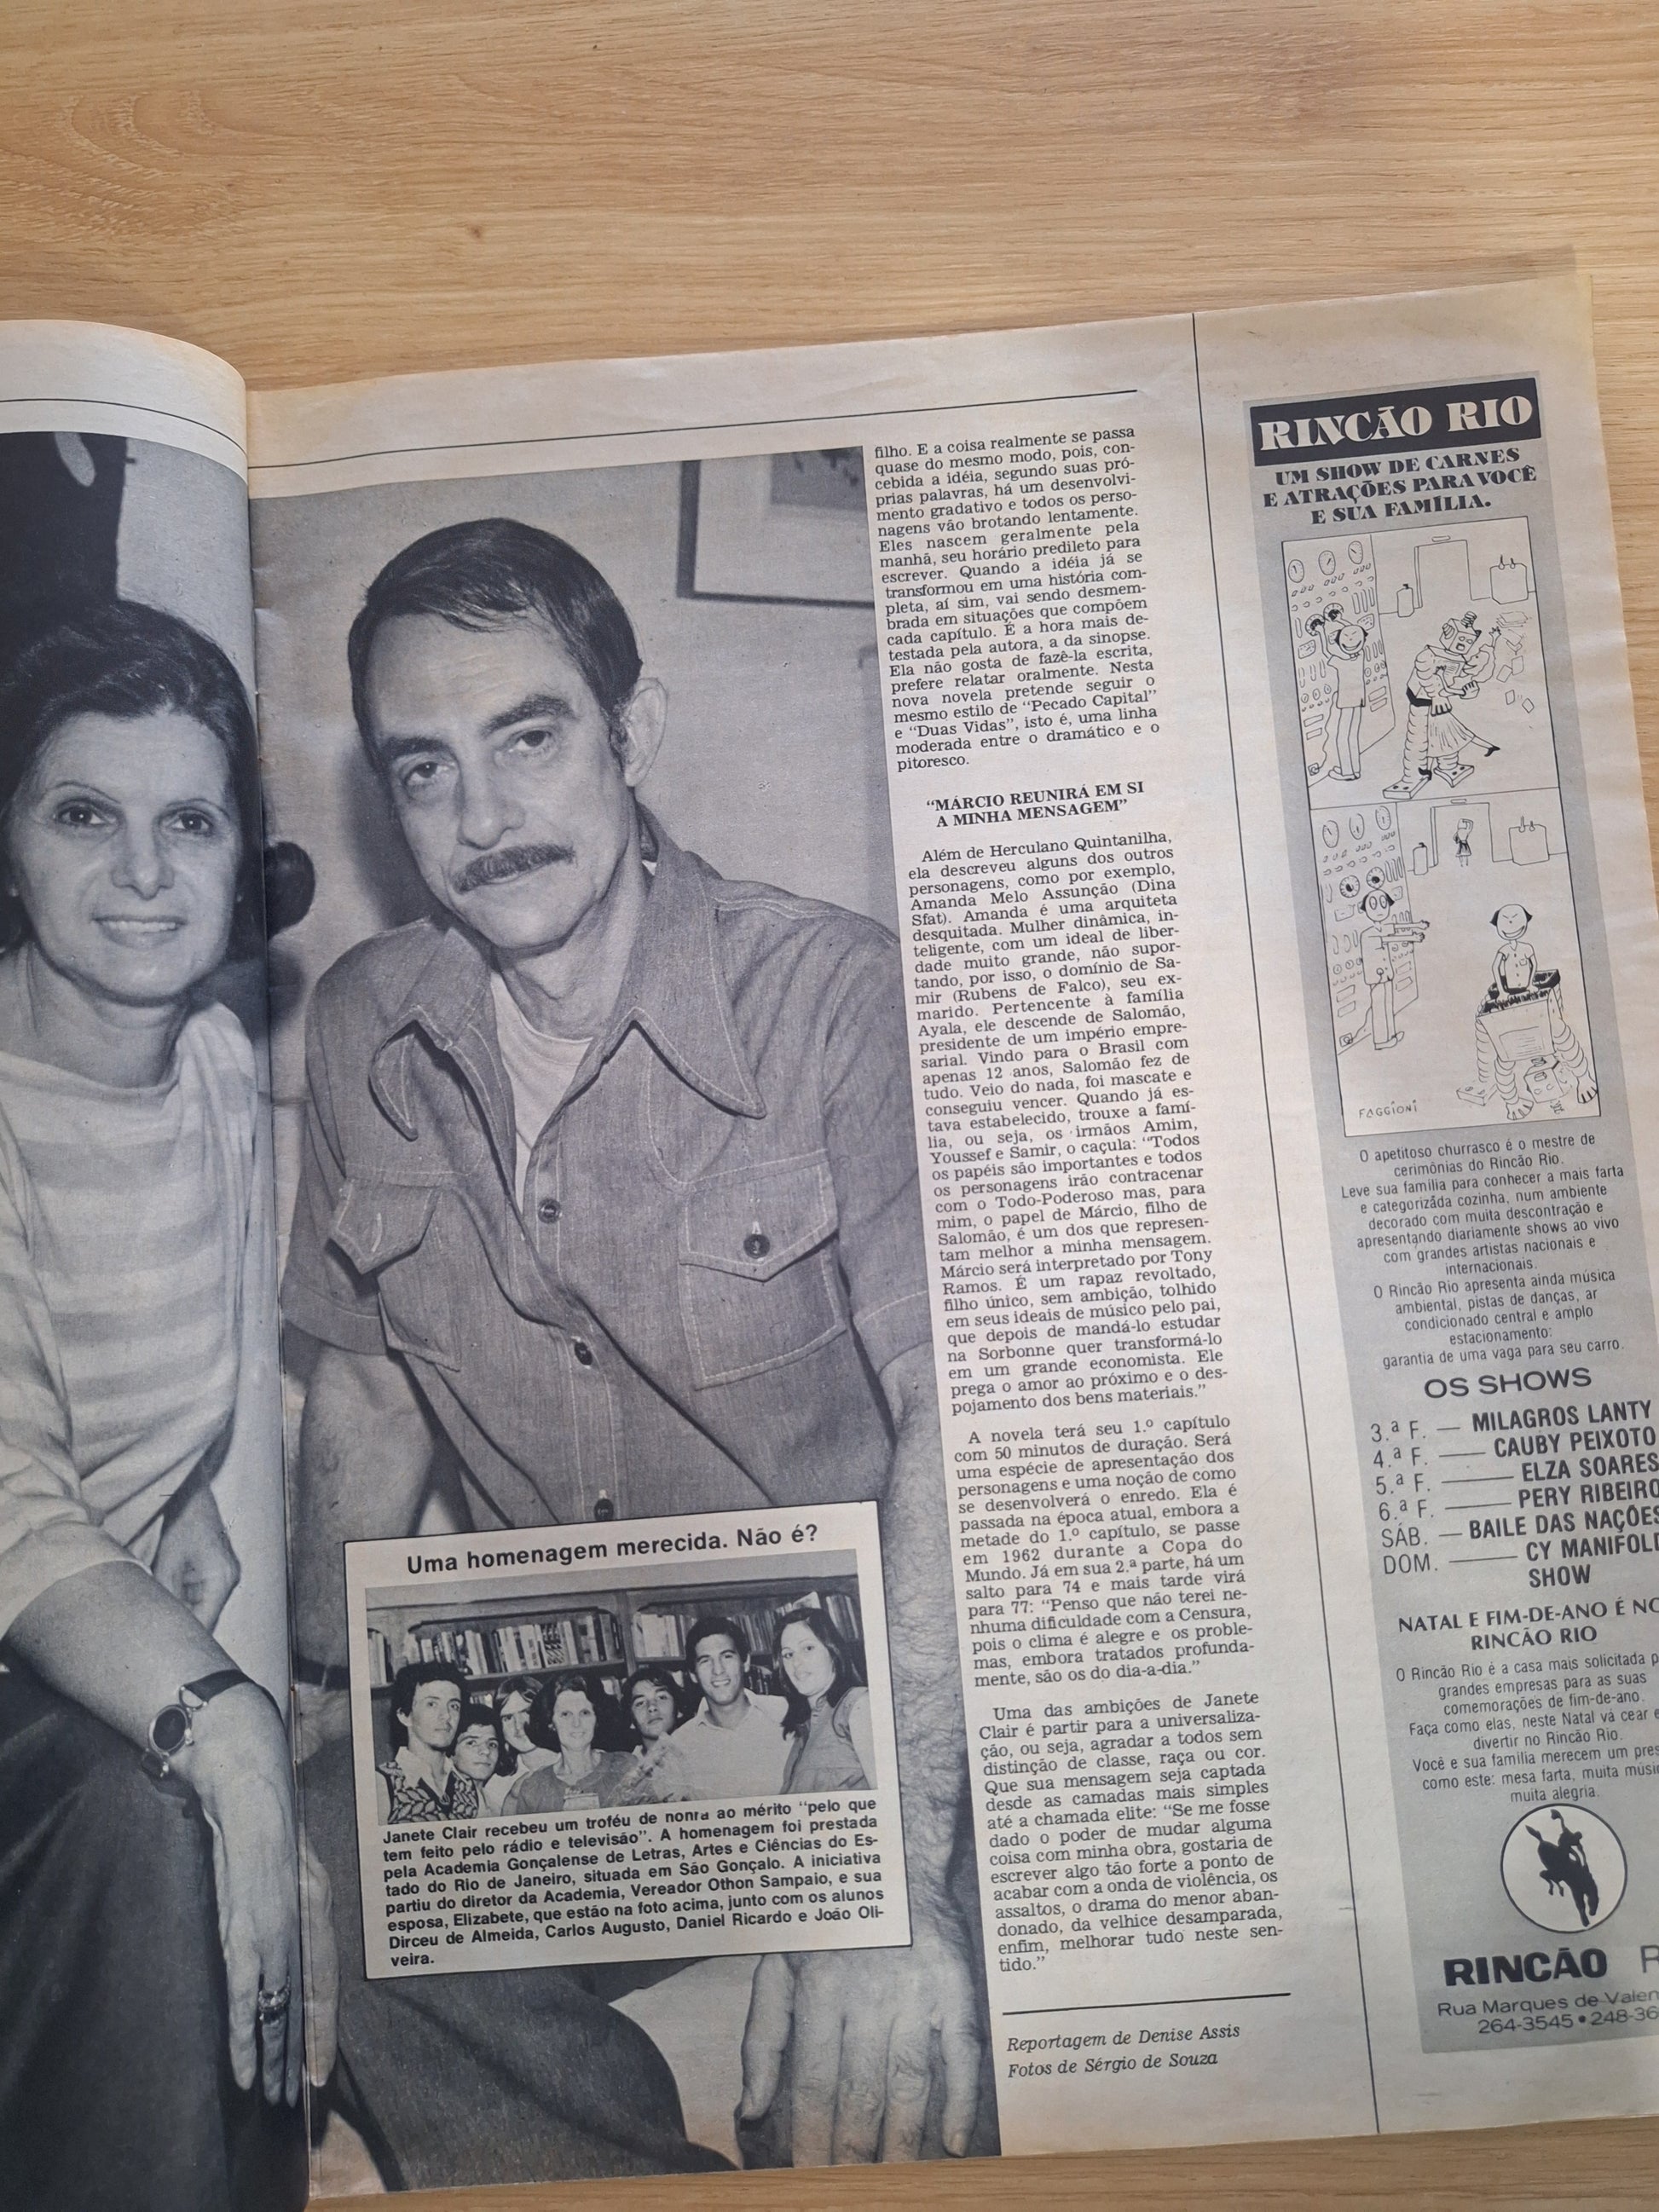 filho. E a coisa realmente se passa
quase do mesmo modo, pois, con-
cebida a idéia, segundo suas pró-
prias palavras, há um desenvolvi-
mento gradativo e todos os perso-
nagens vão brotando lentamente.
Eles nascem geralmente pela
manhã, seu horário predileto para
escrever. Quando a idéia já se
transformou em uma história com-
pleta, aí sim, vai sendo desmem-
brada em situações que compõem
cada capítulo. É a hora mais de-
testada pela autora, a da sinopse.
Ela não gosta de fazê-la escrita,
prefere relatar oralmente. Nesta
nova novela pretende seguir o
mesmo estilo de "Pecado Capital"
e "Duas Vidas", isto é, uma linha
moderada entre o dramático e o
pitoresco.
"MÁRCIO REUNIRÁ EM SI
A MINHA MENSAGEM"
Além de Herculano Quintanilha,
ela descreveu alguns dos outros
personagens, como por exemplo,
Amanda Melo Assunção (Dina
Sfat). Amanda é uma arquiteta
desquitada. Mulher dinâmica, in-
teligente, com um ideal de liber-
dade muito grande, não supor-
tando, por isso, o domínio de Sa-
mir (Rubens de Falco), seu ex-
marido. Pertencente à família
Ayala, ele descende de Salomão,
presidente de um império empre-
sarial. Vindo para o Brasil com
apenas 12 anos, Salomão fez de
tudo. Veio do nada, foi mascate e
conseguiu vencer. Quando já es-
tava estabelecido, trouxe a famí-
lia, ou seja, os irmãos Amim,
Youssef e Samir, o caçula: "Todos
os papéis são importantes e todos
os personagens irão contracenar
com o Todo-Poderoso mas, para
mim, o papel de Márcio, filho de
Salomão, é um dos que represen-
tam melhor a minha mensagem.
Márcio será interpretado por Tony
Ramos. É um rapaz revoltado,
filho único, sem ambição, tolhido
em seus ideais de músico pelo pai,
que depois de mandá-lo estudar
na Sorbonne quer transformá-lo
em um grande economista. Ele
prega o amor ao próximo e o des-
pojamento dos bens materiais."
A novela terá seu 1.º capítulo
com 50 minutos de duração. Será
uma espécie de apresentação dos
personagens e uma noção de como
se desenvolverá o enredo. Ela é
passada na época atual, embora a
metade do 1.º capítulo, se passe
em 1962 durante a Copa do
Mundo. Já em sua 2.ª parte, há um
salto para 74 e mais tarde virá
para 77: "Penso que não terei ne-
nhuma dificuldade com a Censura,
pois o clima é alegre e os proble-
mas, embora tratados profunda-
mente, são os do dia-a-dia."
Uma das ambições de Janete
Clair é partir para a universaliza-
ção, ou seja, agradar a todos sem
distinção de classe, raça ou cor.
Que sua mensagem seja captada
desde as camadas mais simples
até a chamada elite: "Se me fosse
dado o poder de mudar alguma
coisa com minha obra, gostaria de
escrever algo tão forte a ponto de
acabar com a onda de violência, os
assaltos, o drama do menor aban-
donado, da velhice desamparada,
enfim, melhorar tudo neste sen-
tido."
Reportagem de Denise Assis
Fotos de Sérgio de Souza
Uma homenagem merecida. Não é?
Janete Clair recebeu um troféu de honra ao mérito "pelo que
tem feito pelo rádio e televisão". A homenagem foi prestada
pela Academia Gonçalense de Letras, Artes e Ciências do Es-
tado do Rio de Janeiro, situada em São Gonçalo. A iniciativa
partiu do diretor da Academia, Vereador Othon Sampaio, e sua
esposa, Elizabete, que estão na foto acima, junto com os alunos
Dirceu de Almeida, Carlos Augusto, Daniel Ricardo e João Oli-
veira.
RINCÃO RIO
UM SHOW DE CARNES
E ATRAÇÕES PARA VOCÊ
E SUA FAMÍLIA.
FAGGIONI
O apetitoso churrasco é o mestre de
cerimônias do Rincão Rio.
Leve sua família para conhecer a mais farta
e categorizada cozinha, num ambiente
decorado com muita descontração e
apresentando diariamente shows ao vivo
com grandes artistas nacionais e
internacionais.
O Rincão Rio apresenta ainda música
ambiental, pistas de danças, ar
condicionado central e amplo
estacionamento:
garantia de uma vaga para seu carro.
OS SHOWS
3.ª F. — MILAGROS LANTY
4.ª F. — CAUBY PEIXOTO
5.ª F. — ELZA SOARES
6.ª F. — PERY RIBEIRO
SÁB. — BAILE DAS NAÇÕES
DOM. — CY MANIFOLD
SHOW
NATAL E FIM-DE-ANO É NO
RINCÃO RIO
O Rincão Rio é a casa mais solicitada p
grandes empresas para as suas
comemorações de fim-de-ano.
Faça como elas, neste Natal vá cear e
divertir no Rincão Rio.
Você e sua família merecem um pres
como este: mesa farta, muita músic
muita alegria.
RINCÃO R
Rua Marques de Valen
264-3545 • 248-36